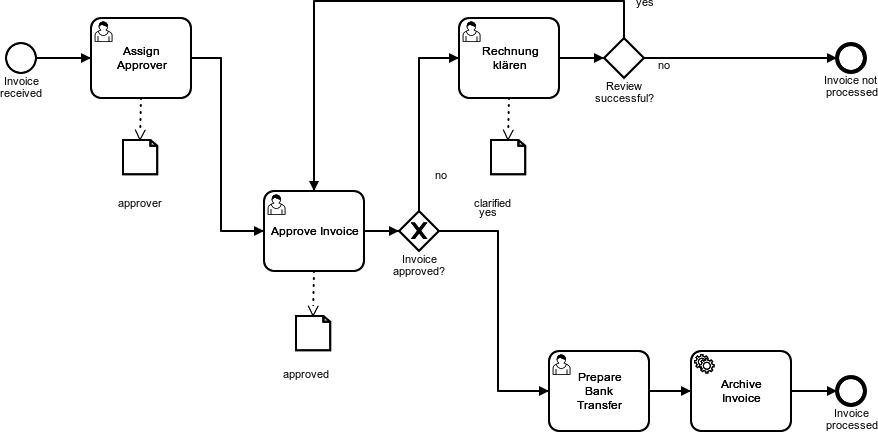 yes
Assign
Approver
Rechnung
klären
Invoice
received
no
Invoice not
processed
Review
successful?
no
approver
clarified
yes
Approve Invoice
Invoice
approved?
approved
Prepare
Bank
Transfer
Archive
Invoice
Invoice
processed